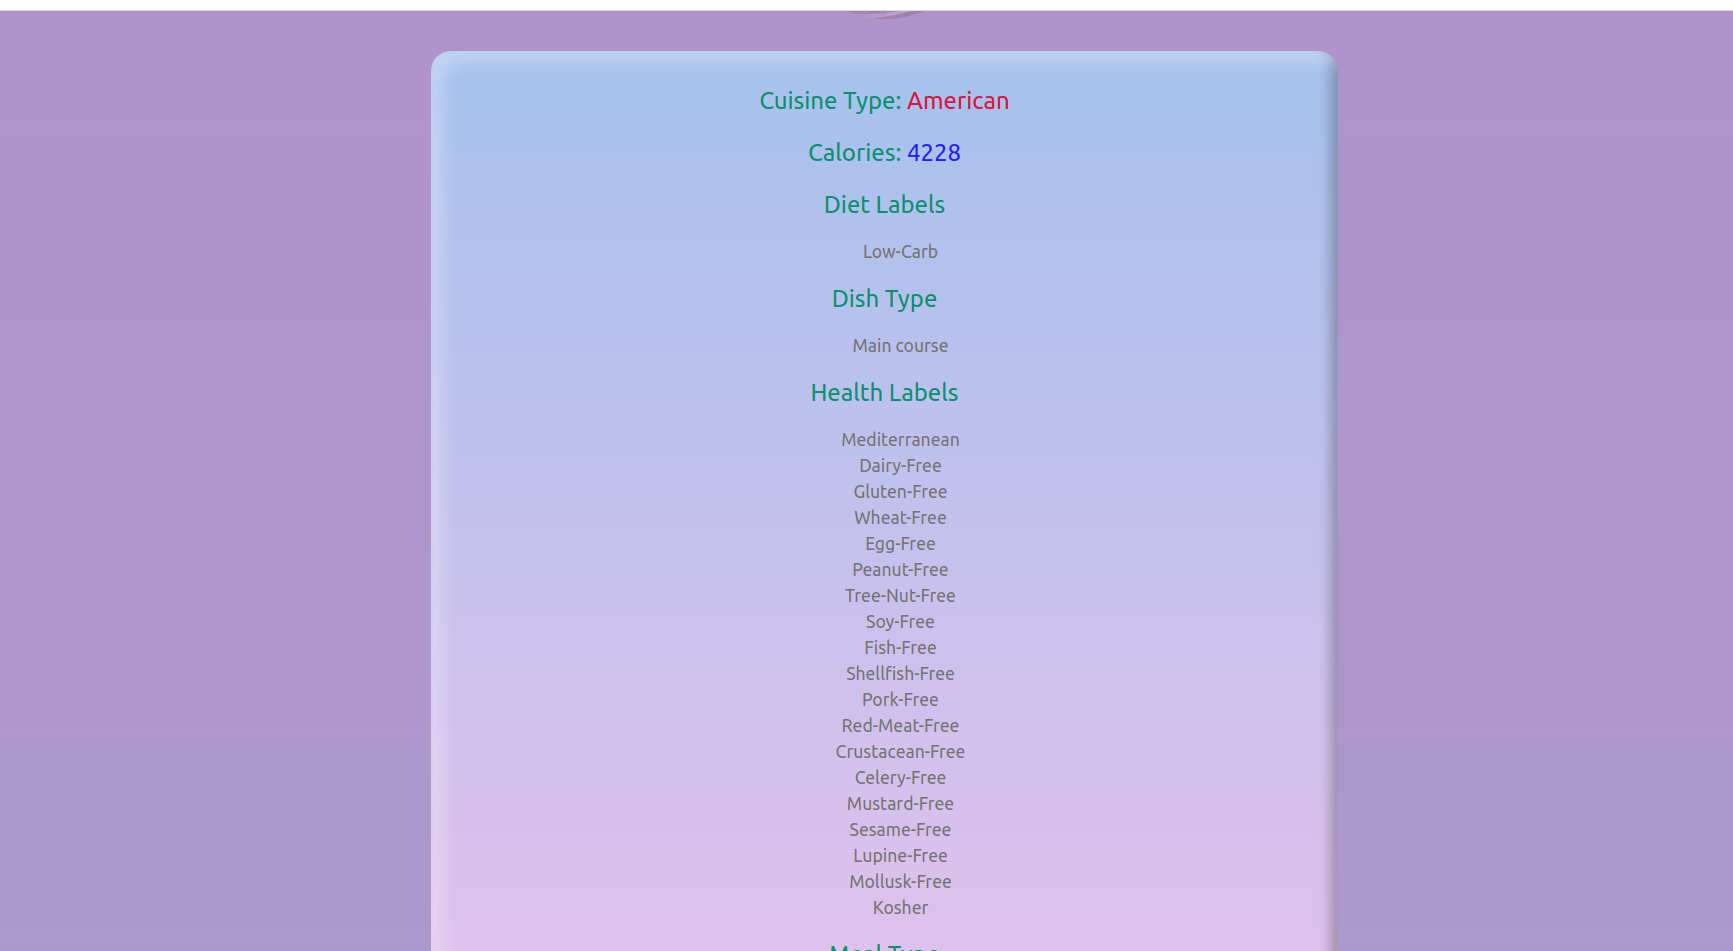 Cuisine Type: American
Calories: 4228
Diet Labels
Low-Carb
Dish Type
Main course
Health Labels
Mediterranean
Dairy-Free
Gluten-Free
Wheat-Free
Egg-Free
Peanut-Free
Tree-Nut-Free
Soy-Free
Fish-Free
Shellfish-Free
Pork-Free
Red-Meat-Free
Crustacean-Free
Celery-Free
Mustard-Free
Sesame-Free
Lupine-Free
Mollusk-Free
Kosher
Meal Type